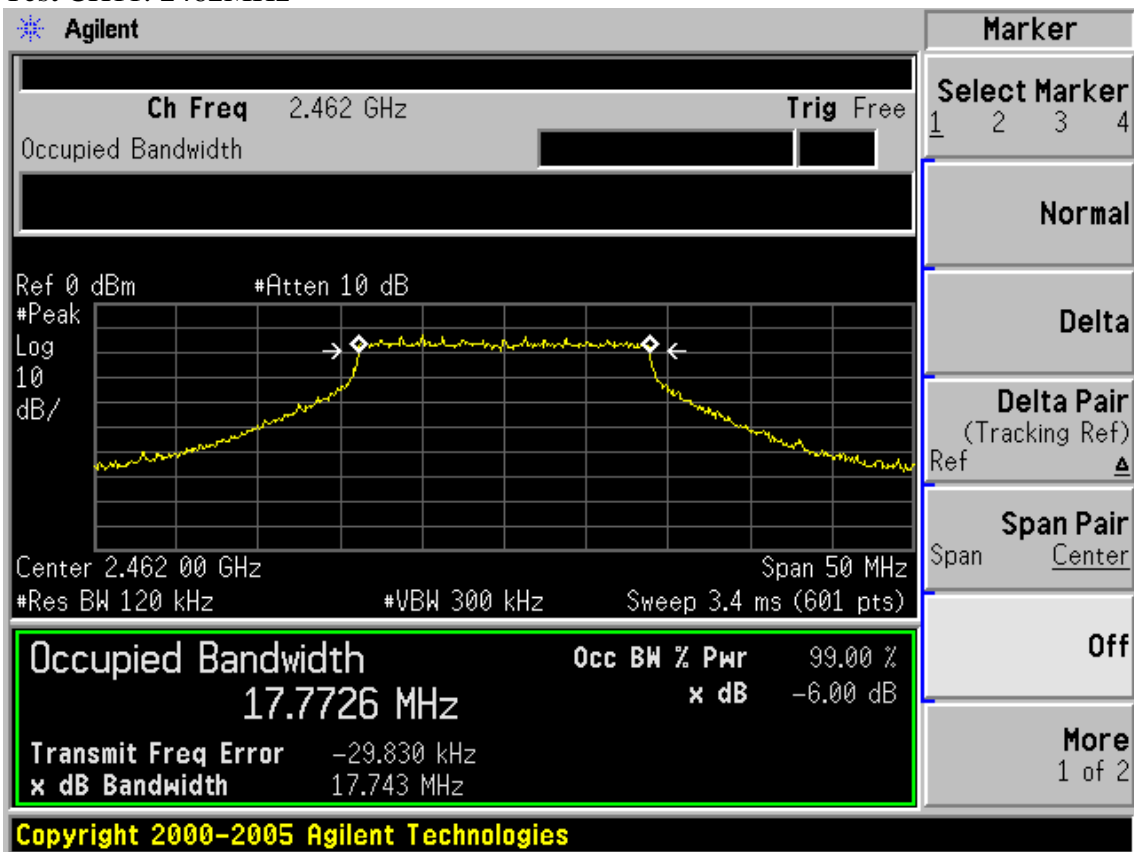 Agilent
Marker
Ch Freq 2.462 GHz Trig Free
Occupied Bandwidth
Select Marker
1 2 3 4
Normal
Delta
Delta Pair
(Tracking Ref)
Ref Δ
Span Pair
Span Center
Off
More
1 of 2
Ref 0 dBm #Atten 10 dB
#Peak
Log
10
dB/
Center 2.462 00 GHz Span 50 MHz
#Res BW 120 kHz #VBW 300 kHz Sweep 3.4 ms (601 pts)
Occupied Bandwidth Occ BW % Pwr 99.00 %
17.7726 MHz x dB -6.00 dB
Transmit Freq Error -29.830 kHz
x dB Bandwidth 17.743 MHz
Copyright 2000-2005 Agilent Technologies